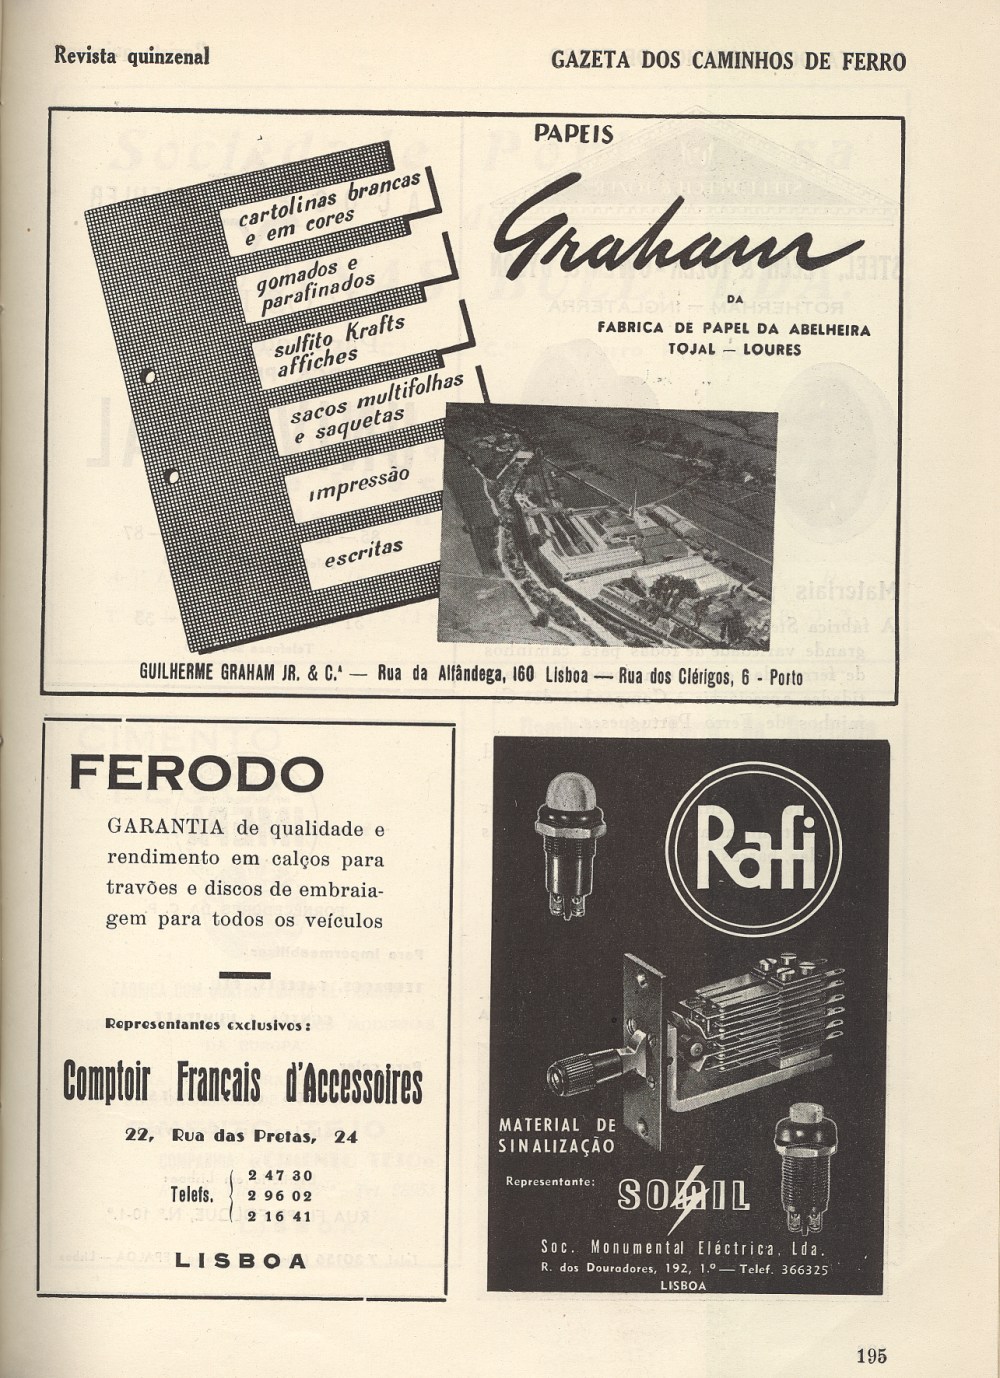 Revista quinzenal
GAZETA DOS CAMINHOS DE FERRO
PAPEIS
Graham
DA
FABRICA DE PAPEL DA ABELHEIRA
TOJAL — LOURES
cartolinas brancas
e em cores
gomados e
parafinados
sulfito Krafts
affiches
sacos multifolhas
e saquetas
impressão
escritas
GUILHERME GRAHAM JR. & C.ª — Rua da Alfândega, 160 Lisboa — Rua dos Clérigos, 6 - Porto
FERODO
GARANTIA de qualidade e
rendimento em calços para
travões e discos de embraia-
gem para todos os veículos
Representantes exclusivos:
Comptoir Français d'Accessoires
22, Rua das Pretas, 24
Telefs. { 2 47 30
2 96 02
2 16 41
LISBOA
Rafi
MATERIAL DE
SINALIZAÇÃO
Representante:
SOMIL
Soc. Monumental Eléctrica, Lda.
R. dos Douradores, 192, 1.º — Telef. 366325
LISBOA
195